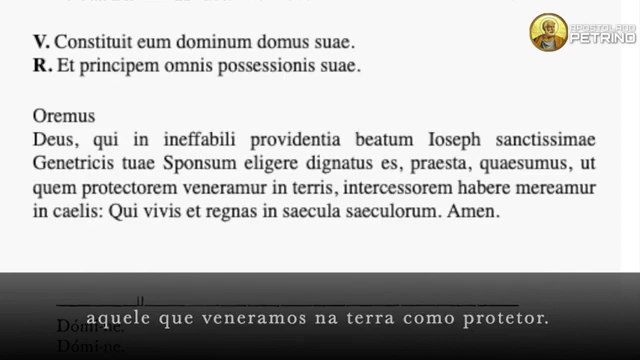 APOSTOLADO
PETRINO
V. Constituit eum dominum domus suae.
R. Et principem omnis possessionis suae.
Oremus
Deus, qui in ineffabili providentia beatum Ioseph sanctissimae
Genetricis tuae Sponsum eligere dignatus es, praesta, quaesumus, ut
quem protectorem veneramur in terris, intercessorem habere mereamur
in caelis: Qui vivis et regnas in saecula saeculorum. Amen.
aquele que veneramos na terra como protetor.
Dómi-ne.
Dómi-ne.